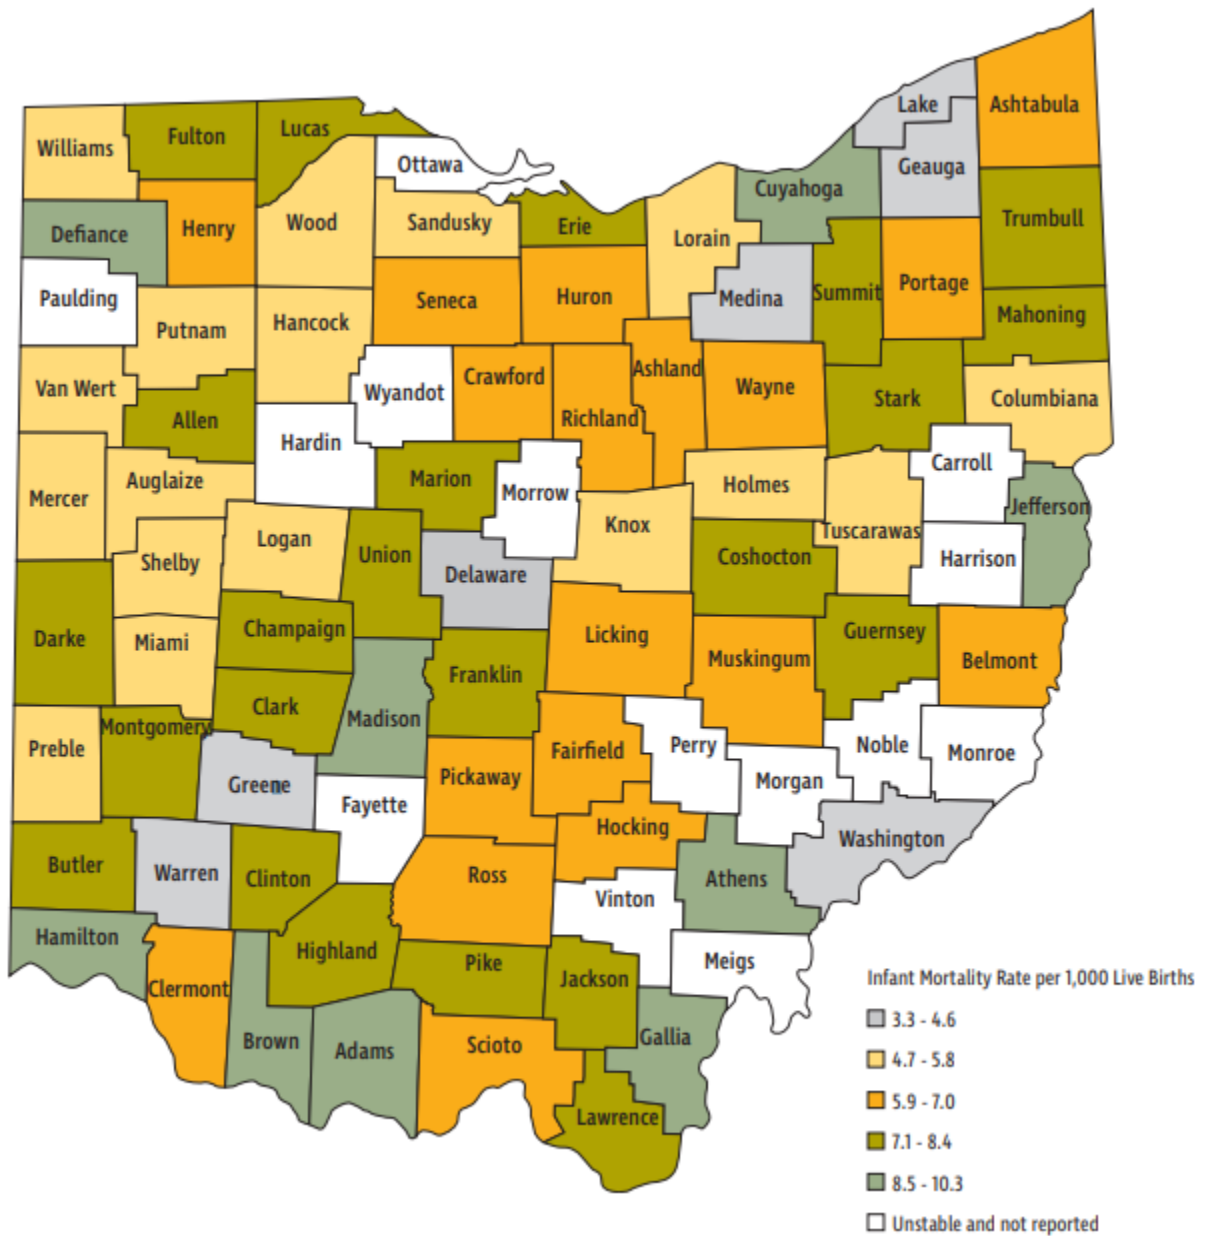 Lake
Ashtabula
Williams
Fulton
Lucas
Ottawa
Geauga
Cuyahoga
Defiance
Henry
Wood
Sandusky
Erie
Lorain
Trumbull
Paulding
Putnam
Hancock
Seneca
Huron
Medina
Summit
Portage
Mahoning
Van Wert
Allen
Wyandot
Crawford
Richland
Ashland
Wayne
Stark
Columbiana
Hardin
Mercer
Auglaize
Marion
Morrow
Holmes
Carroll
Jefferson
Shelby
Logan
Union
Delaware
Knox
Coshocton
Tuscarawas
Harrison
Darke
Miami
Champaign
Franklin
Licking
Muskingum
Guernsey
Belmont
Clark
Madison
Preble
Montgomery
Greene
Fayette
Pickaway
Fairfield
Perry
Morgan
Noble
Monroe
Butler
Warren
Clinton
Ross
Hocking
Athens
Washington
Vinton
Hamilton
Clermont
Highland
Pike
Jackson
Meigs
Brown
Adams
Scioto
Gallia
Lawrence
Infant Mortality Rate per 1,000 Live Births
3.3 - 4.6
4.7 - 5.8
5.9 - 7.0
7.1 - 8.4
8.5 - 10.3
Unstable and not reported